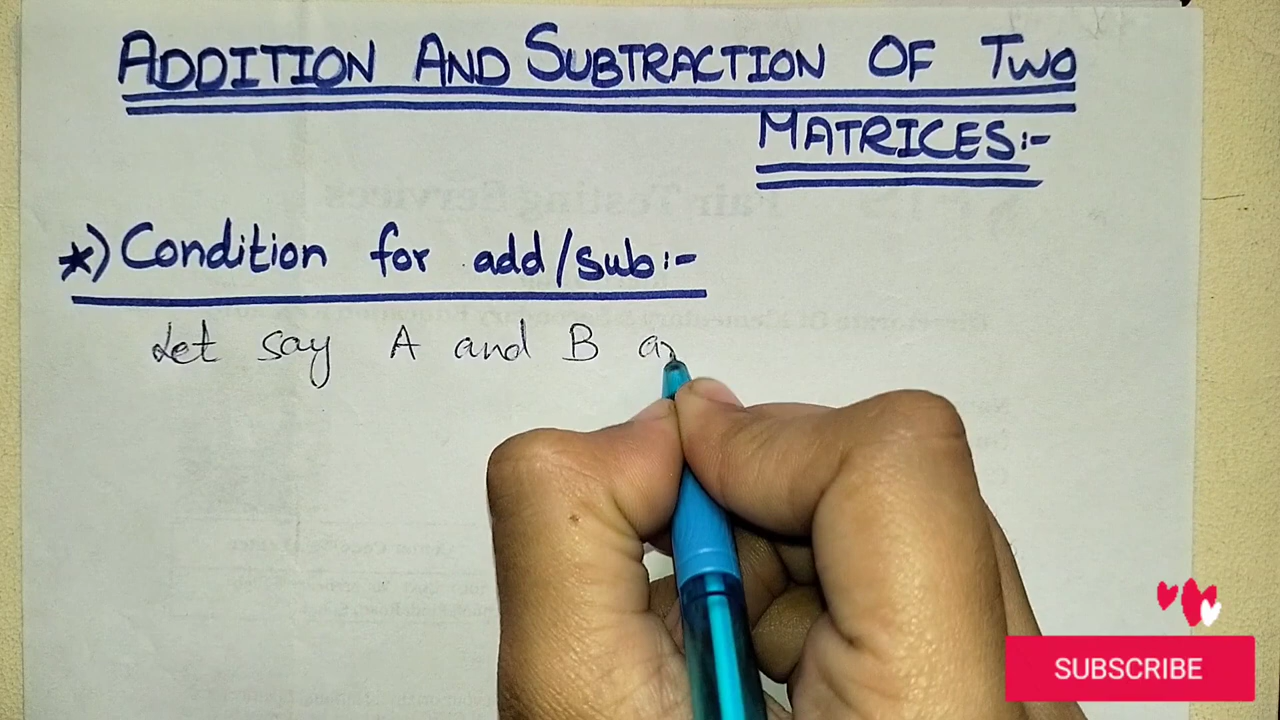 ADDITION AND SUBTRACTION OF TWO
MATRICES:-
*) Condition for add/sub:-
Let say A and B
SUBSCRIBE